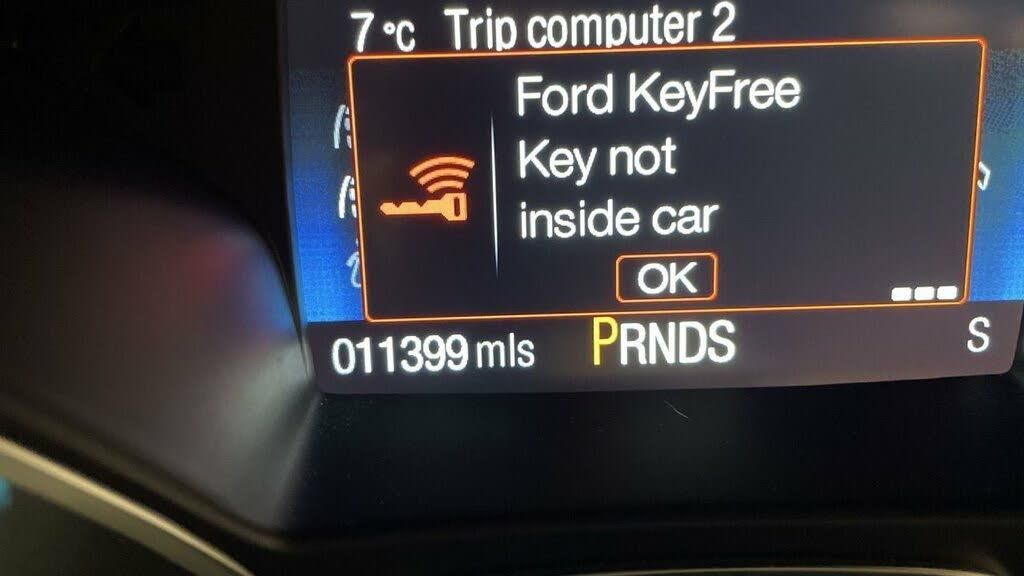 7 °C Trip computer 2
Ford KeyFree
Key not
inside car
OK
011399 mls PRNDS S